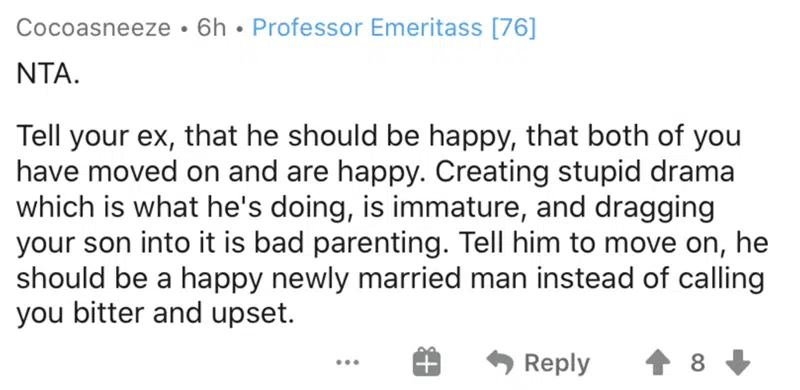 Cocoasneeze • 6h • Professor Emeritass [76]
NTA.
Tell your ex, that he should be happy, that both of you
have moved on and are happy. Creating stupid drama
which is what he's doing, is immature, and dragging
your son into it is bad parenting. Tell him to move on, he
should be a happy newly married man instead of calling
you bitter and upset.
... Reply 8